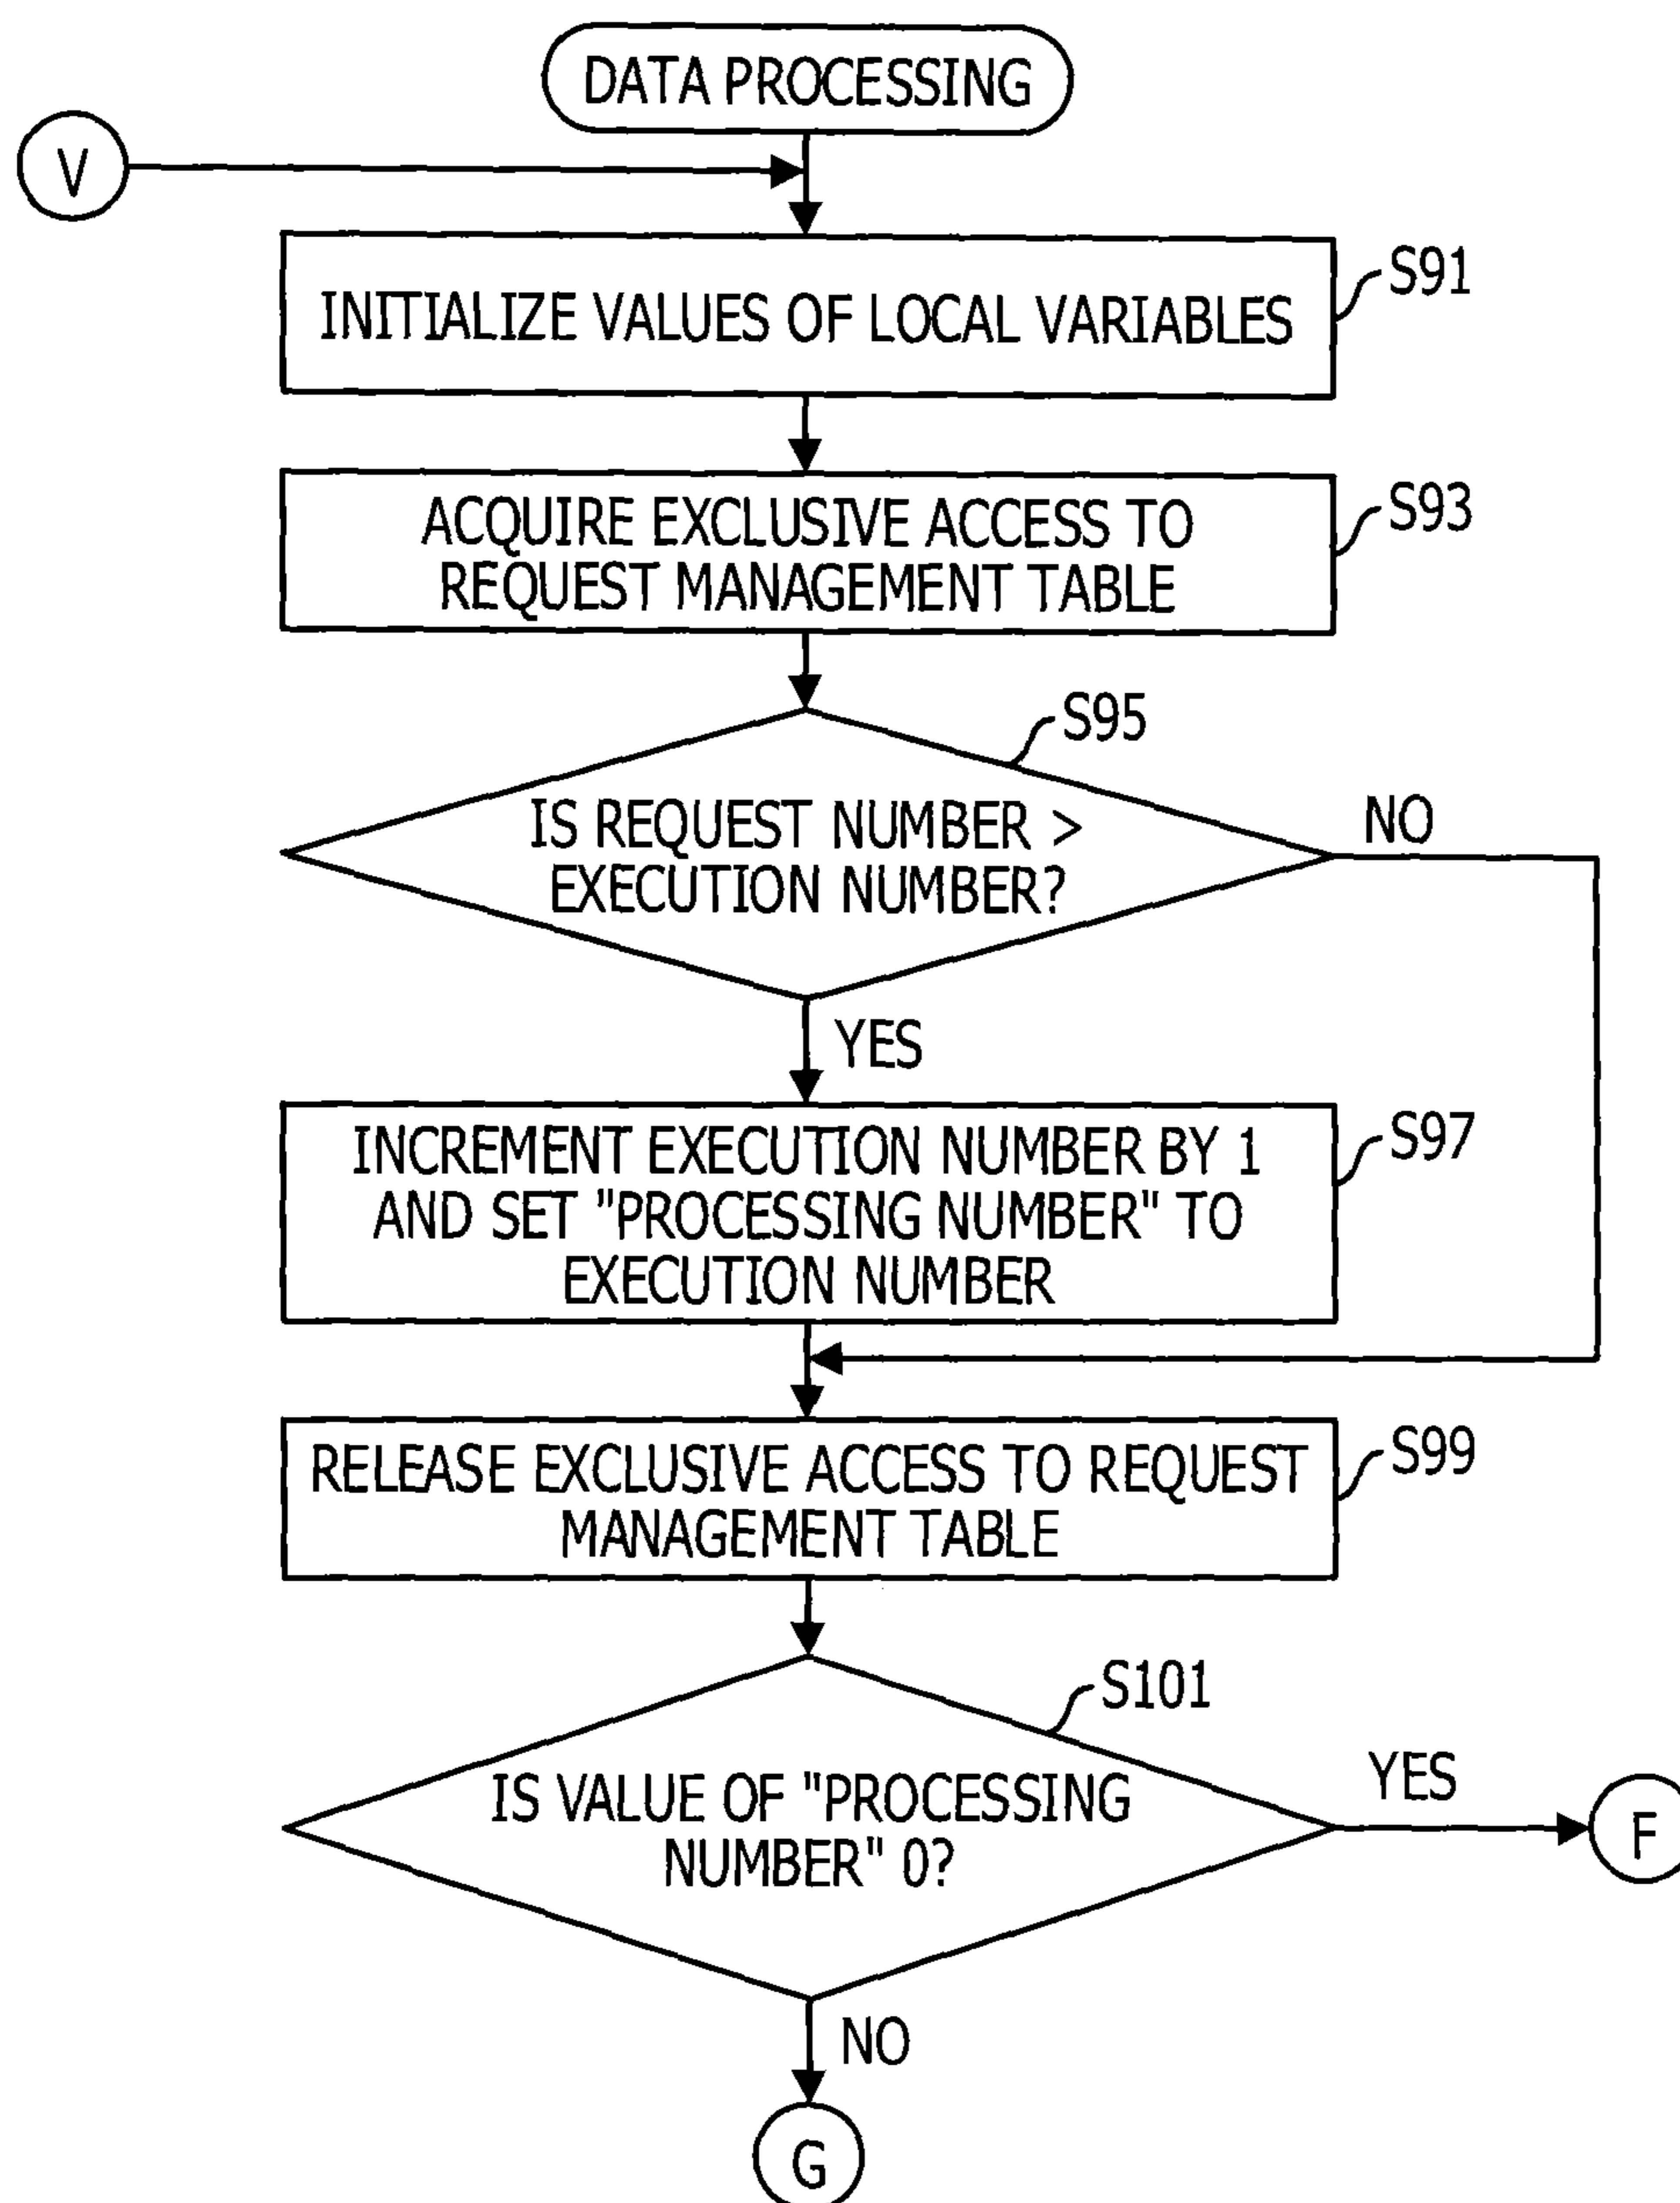 DATA PROCESSING
V
INITIALIZE VALUES OF LOCAL VARIABLES
S91
ACQUIRE EXCLUSIVE ACCESS TO
REQUEST MANAGEMENT TABLE
S93
S95
IS REQUEST NUMBER >
EXECUTION NUMBER?
NO
YES
INCREMENT EXECUTION NUMBER BY 1
AND SET "PROCESSING NUMBER" TO
EXECUTION NUMBER
S97
RELEASE EXCLUSIVE ACCESS TO REQUEST
MANAGEMENT TABLE
S99
S101
IS VALUE OF "PROCESSING
NUMBER" 0?
YES
F
NO
G